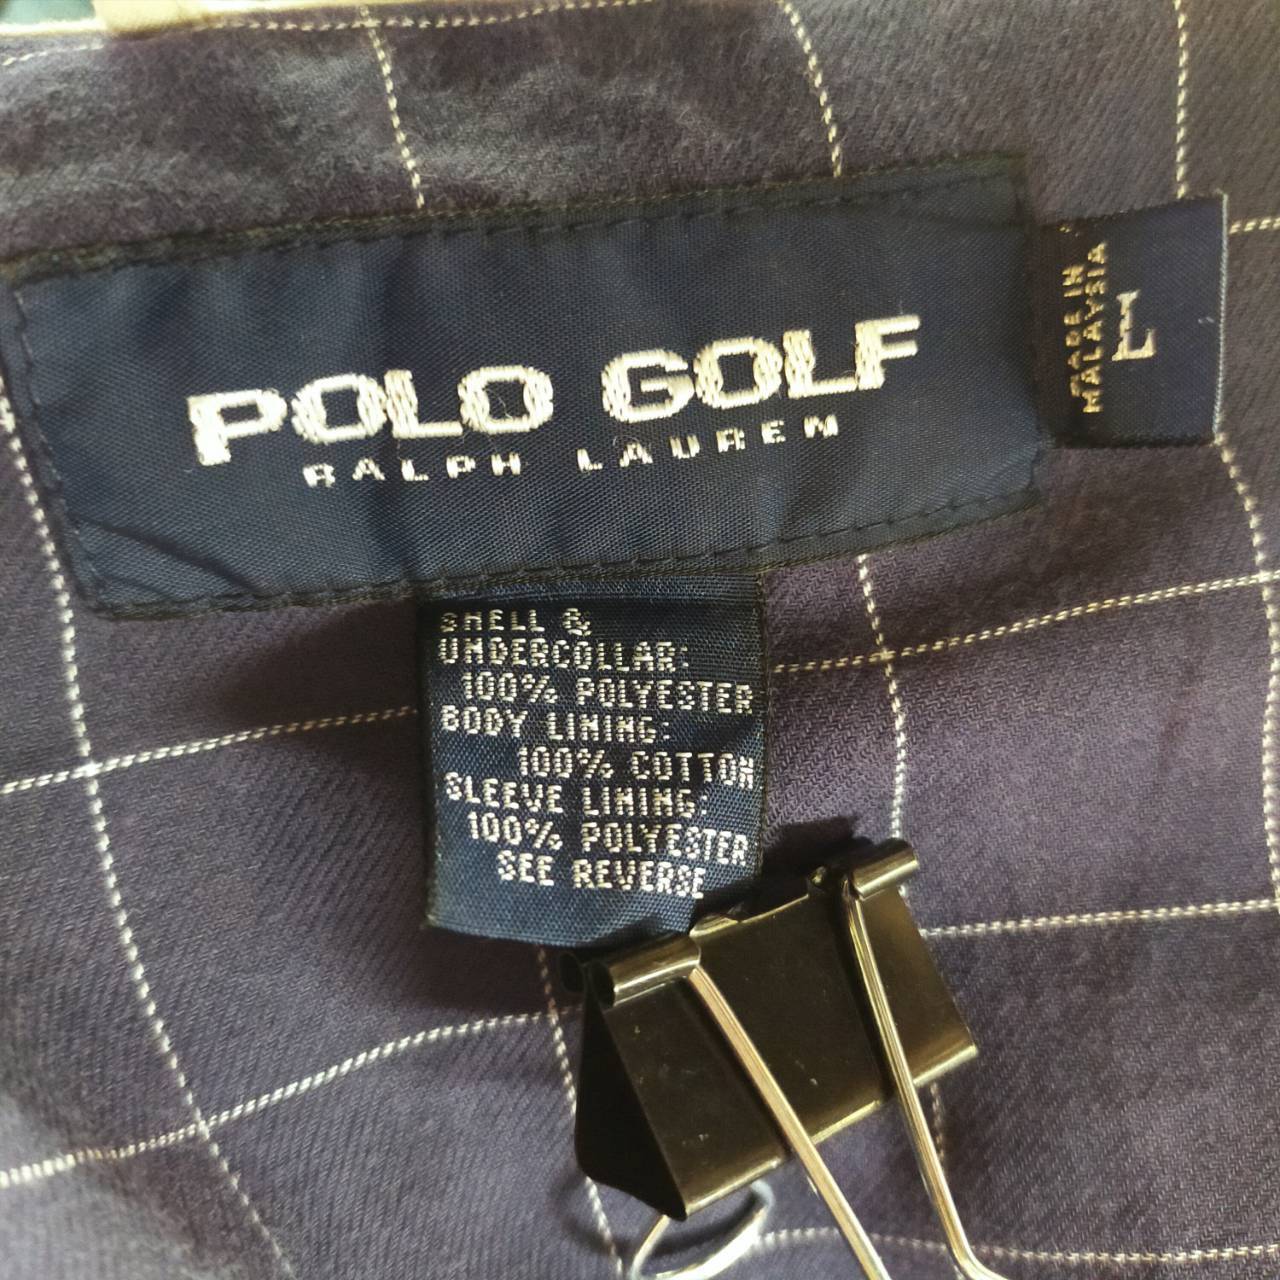 POLO GOLF
RALPH LAUREN
MADE IN
MALAYSIA
L
SHELL &
UNDERCOLLAR:
100% POLYESTER
BODY LINING:
100% COTTON
SLEEVE LINING:
100% POLYESTER
SEE REVERSE